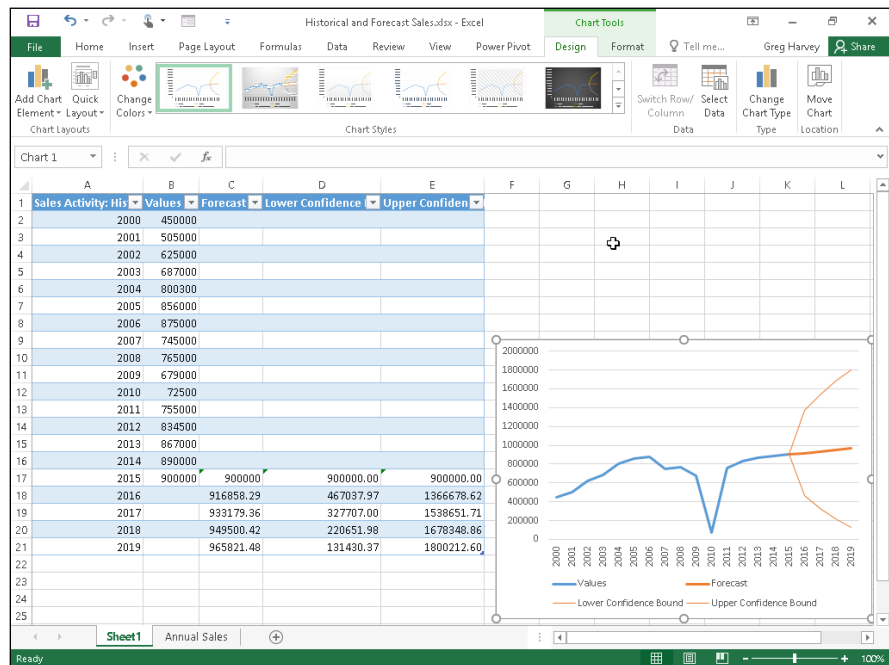 Historical and Forecast Sales.xlsx - Excel Chart Tools
File Home Insert Page Layout Formulas Data Review View Power Pivot Design Format Tell me... Greg Harvey Share
Add Chart Element Quick Layout Change Colors Switch Row/ Column Select Data Change Chart Type Move Chart
Chart Layouts Chart Styles Data Type Location
Chart 1 fx
A B C D E F G H I J K L
1 Sales Activity: His Values Forecast Lower Confidence Upper Confiden
2 2000 450000
3 2001 505000
4 2002 625000
5 2003 687000
6 2004 800300
7 2005 856000
8 2006 875000
9 2007 745000
10 2008 765000
11 2009 679000
12 2010 72500
13 2011 755000
14 2012 834500
15 2013 867000
16 2014 890000
17 2015 900000 900000 900000.00 900000.00
18 2016 916858.29 467037.97 1366678.62
19 2017 933179.36 327707.00 1538651.71
20 2018 949500.42 220651.98 1678348.86
21 2019 965821.48 131430.37 1800212.60
22
23
24
25
2000000
1800000
1600000
1400000
1200000
1000000
800000
600000
400000
200000
0
2000 2001 2002 2003 2004 2005 2006 2007 2008 2009 2010 2011 2012 2013 2014 2015 2016 2017 2018 2019
Values Forecast
Lower Confidence Bound Upper Confidence Bound
Sheet1 Annual Sales
Ready 100%